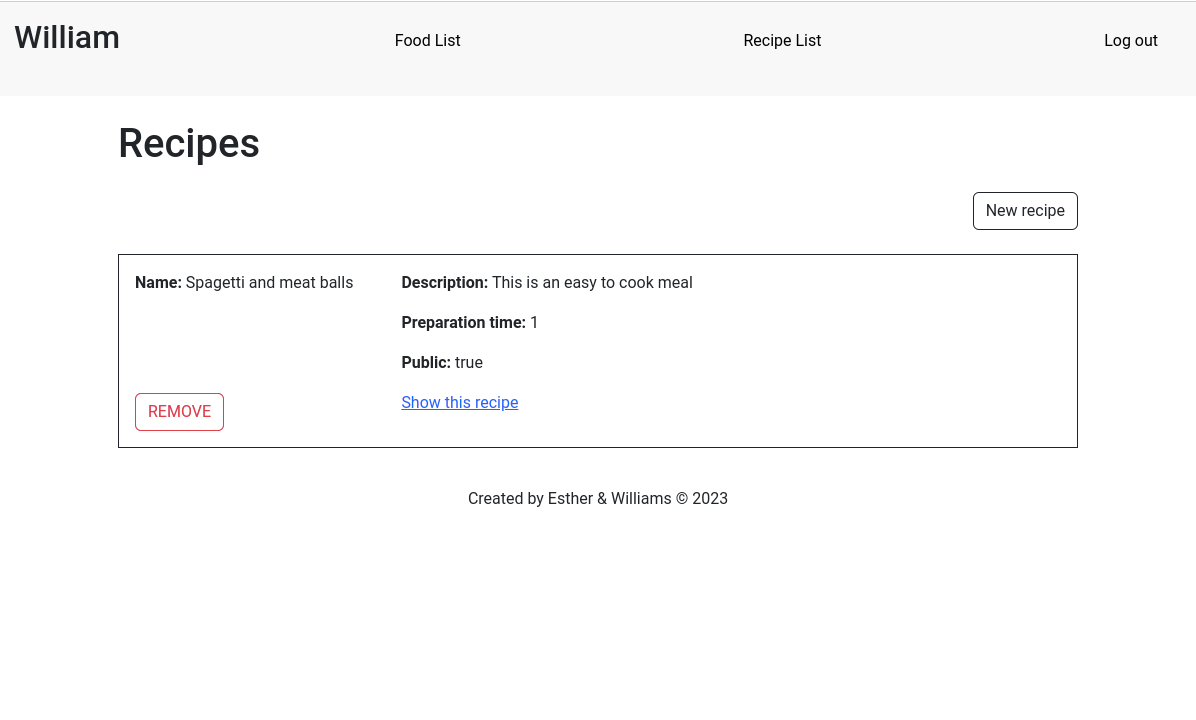 William
Food List
Recipe List
Log out
Recipes
New recipe
Name: Spagetti and meat balls
Description: This is an easy to cook meal
Preparation time: 1
Public: true
REMOVE
Show this recipe
Created by Esther & Williams © 2023